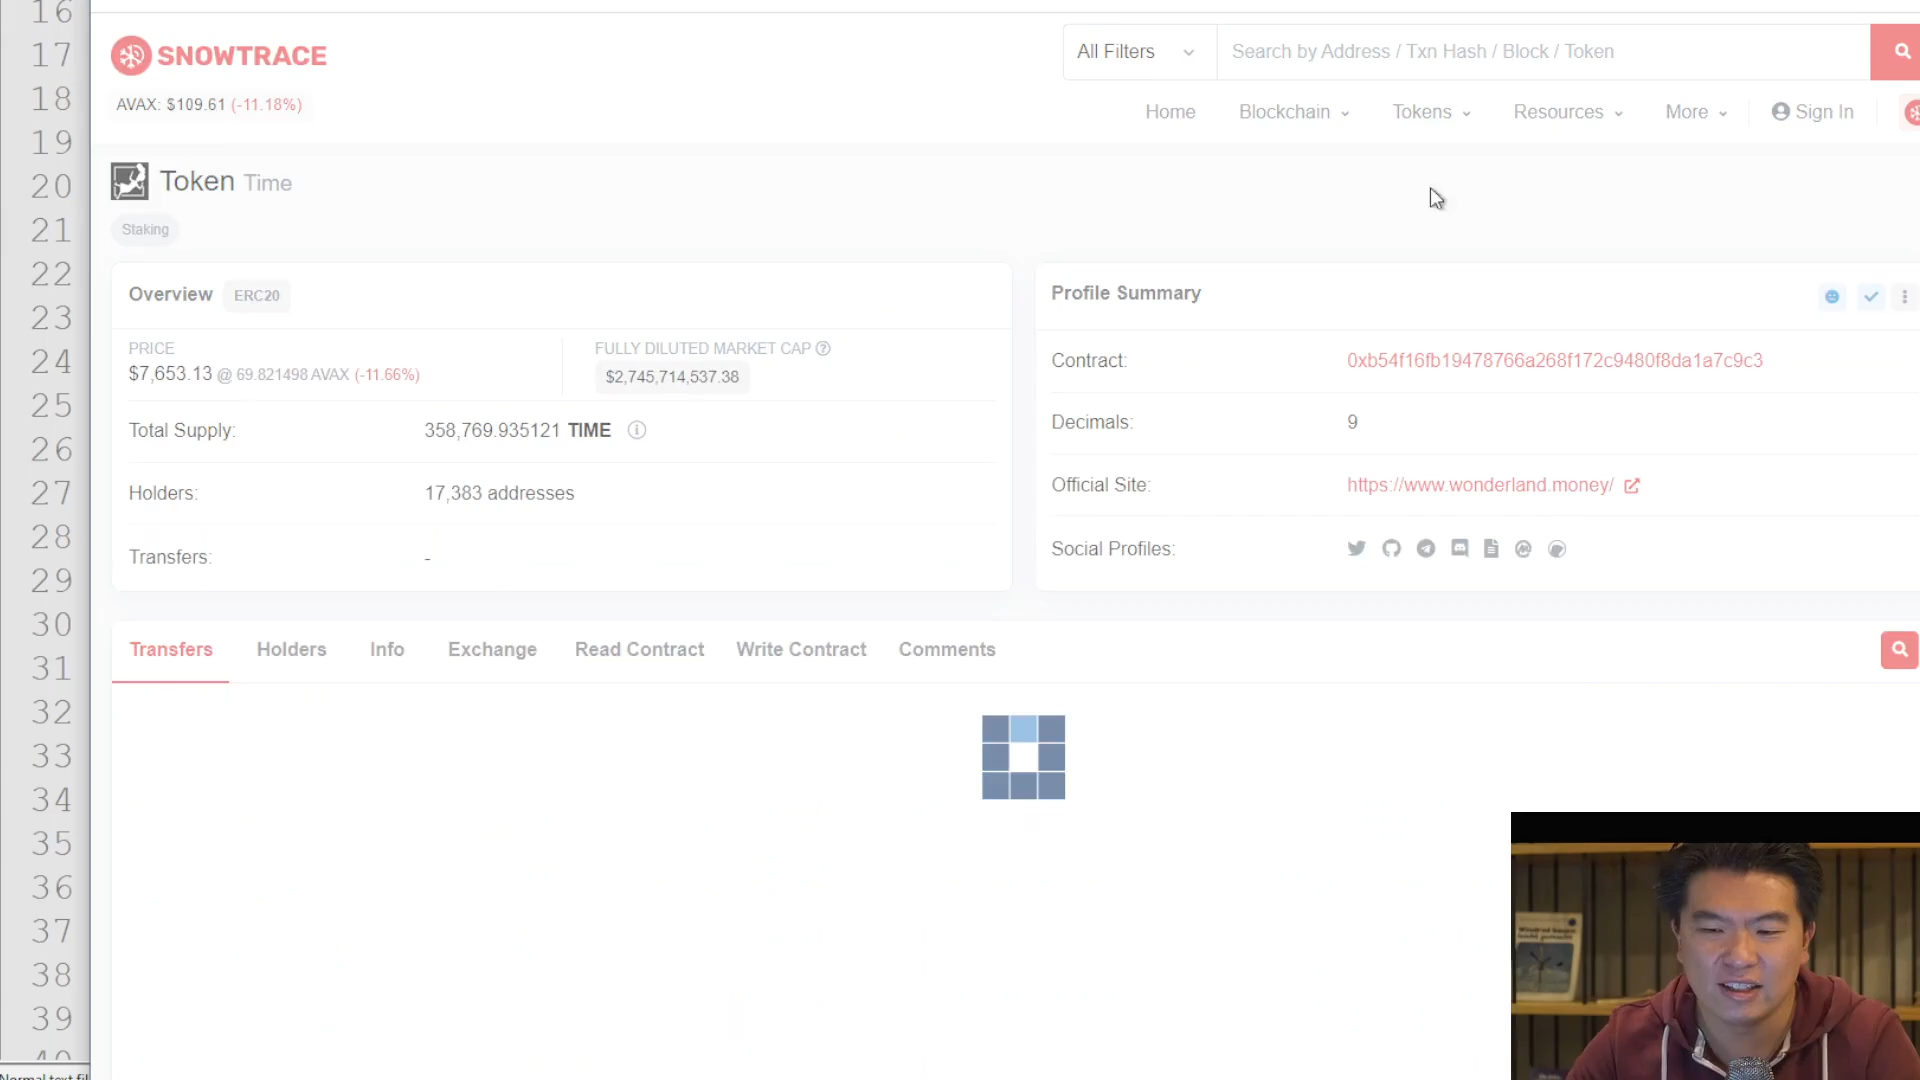 16
17
18
19
20
21
22
23
24
25
26
27
28
29
30
31
32
33
34
35
36
37
38
39
40
SNOWTRACE
AVAX: $109.61 (-11.18%)
All Filters
Search by Address / Txn Hash / Block / Token
Home
Blockchain
Tokens
Resources
More
Sign In
Token Time
Staking
Overview ERC20
PRICE
$7,653.13 @ 69.821498 AVAX (-11.66%)
FULLY DILUTED MARKET CAP
$2,745,714,537.38
Total Supply: 358,769.935121 TIME
Holders: 17,383 addresses
Transfers: -
Profile Summary
Contract: 0xb54f16fb19478766a268f172c9480f8da1a7c9c3
Decimals: 9
Official Site: https://www.wonderland.money/
Social Profiles:
Transfers
Holders
Info
Exchange
Read Contract
Write Contract
Comments